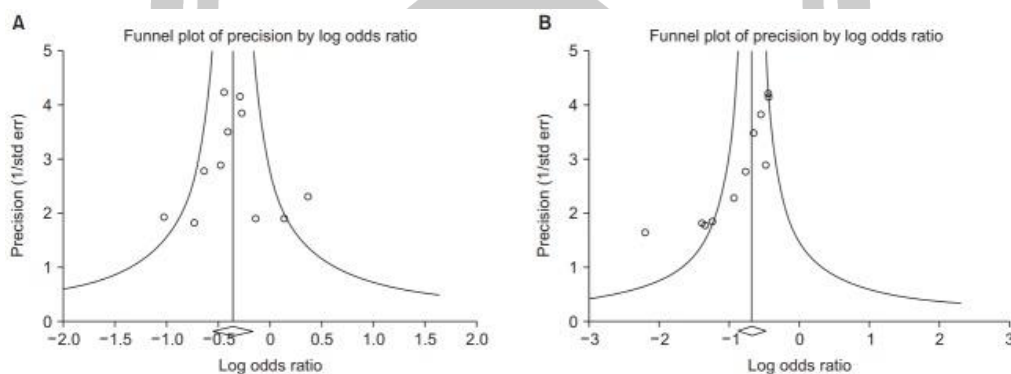 A
Funnel plot of precision by log odds ratio
5
4
3
2
1
0
Precision (1/std err)
−2.0 −1.5 −1.0 −0.5 0 0.5 1.0 1.5 2.0
Log odds ratio
B
Funnel plot of precision by log odds ratio
5
4
3
2
1
0
Precision (1/std err)
−3 −2 −1 0 1 2 3
Log odds ratio